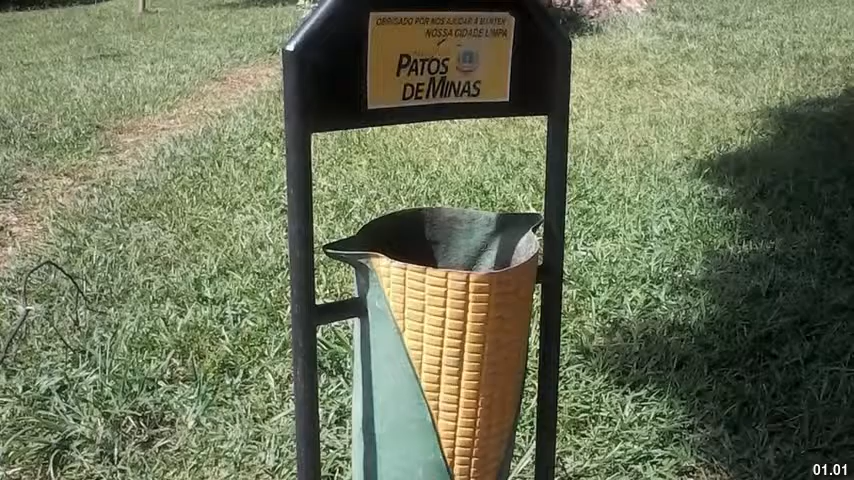 OBRIGADO POR NOS AJUDAR A MANTER
NOSSA CIDADE LIMPA
PATOS
DE MINAS
01.01